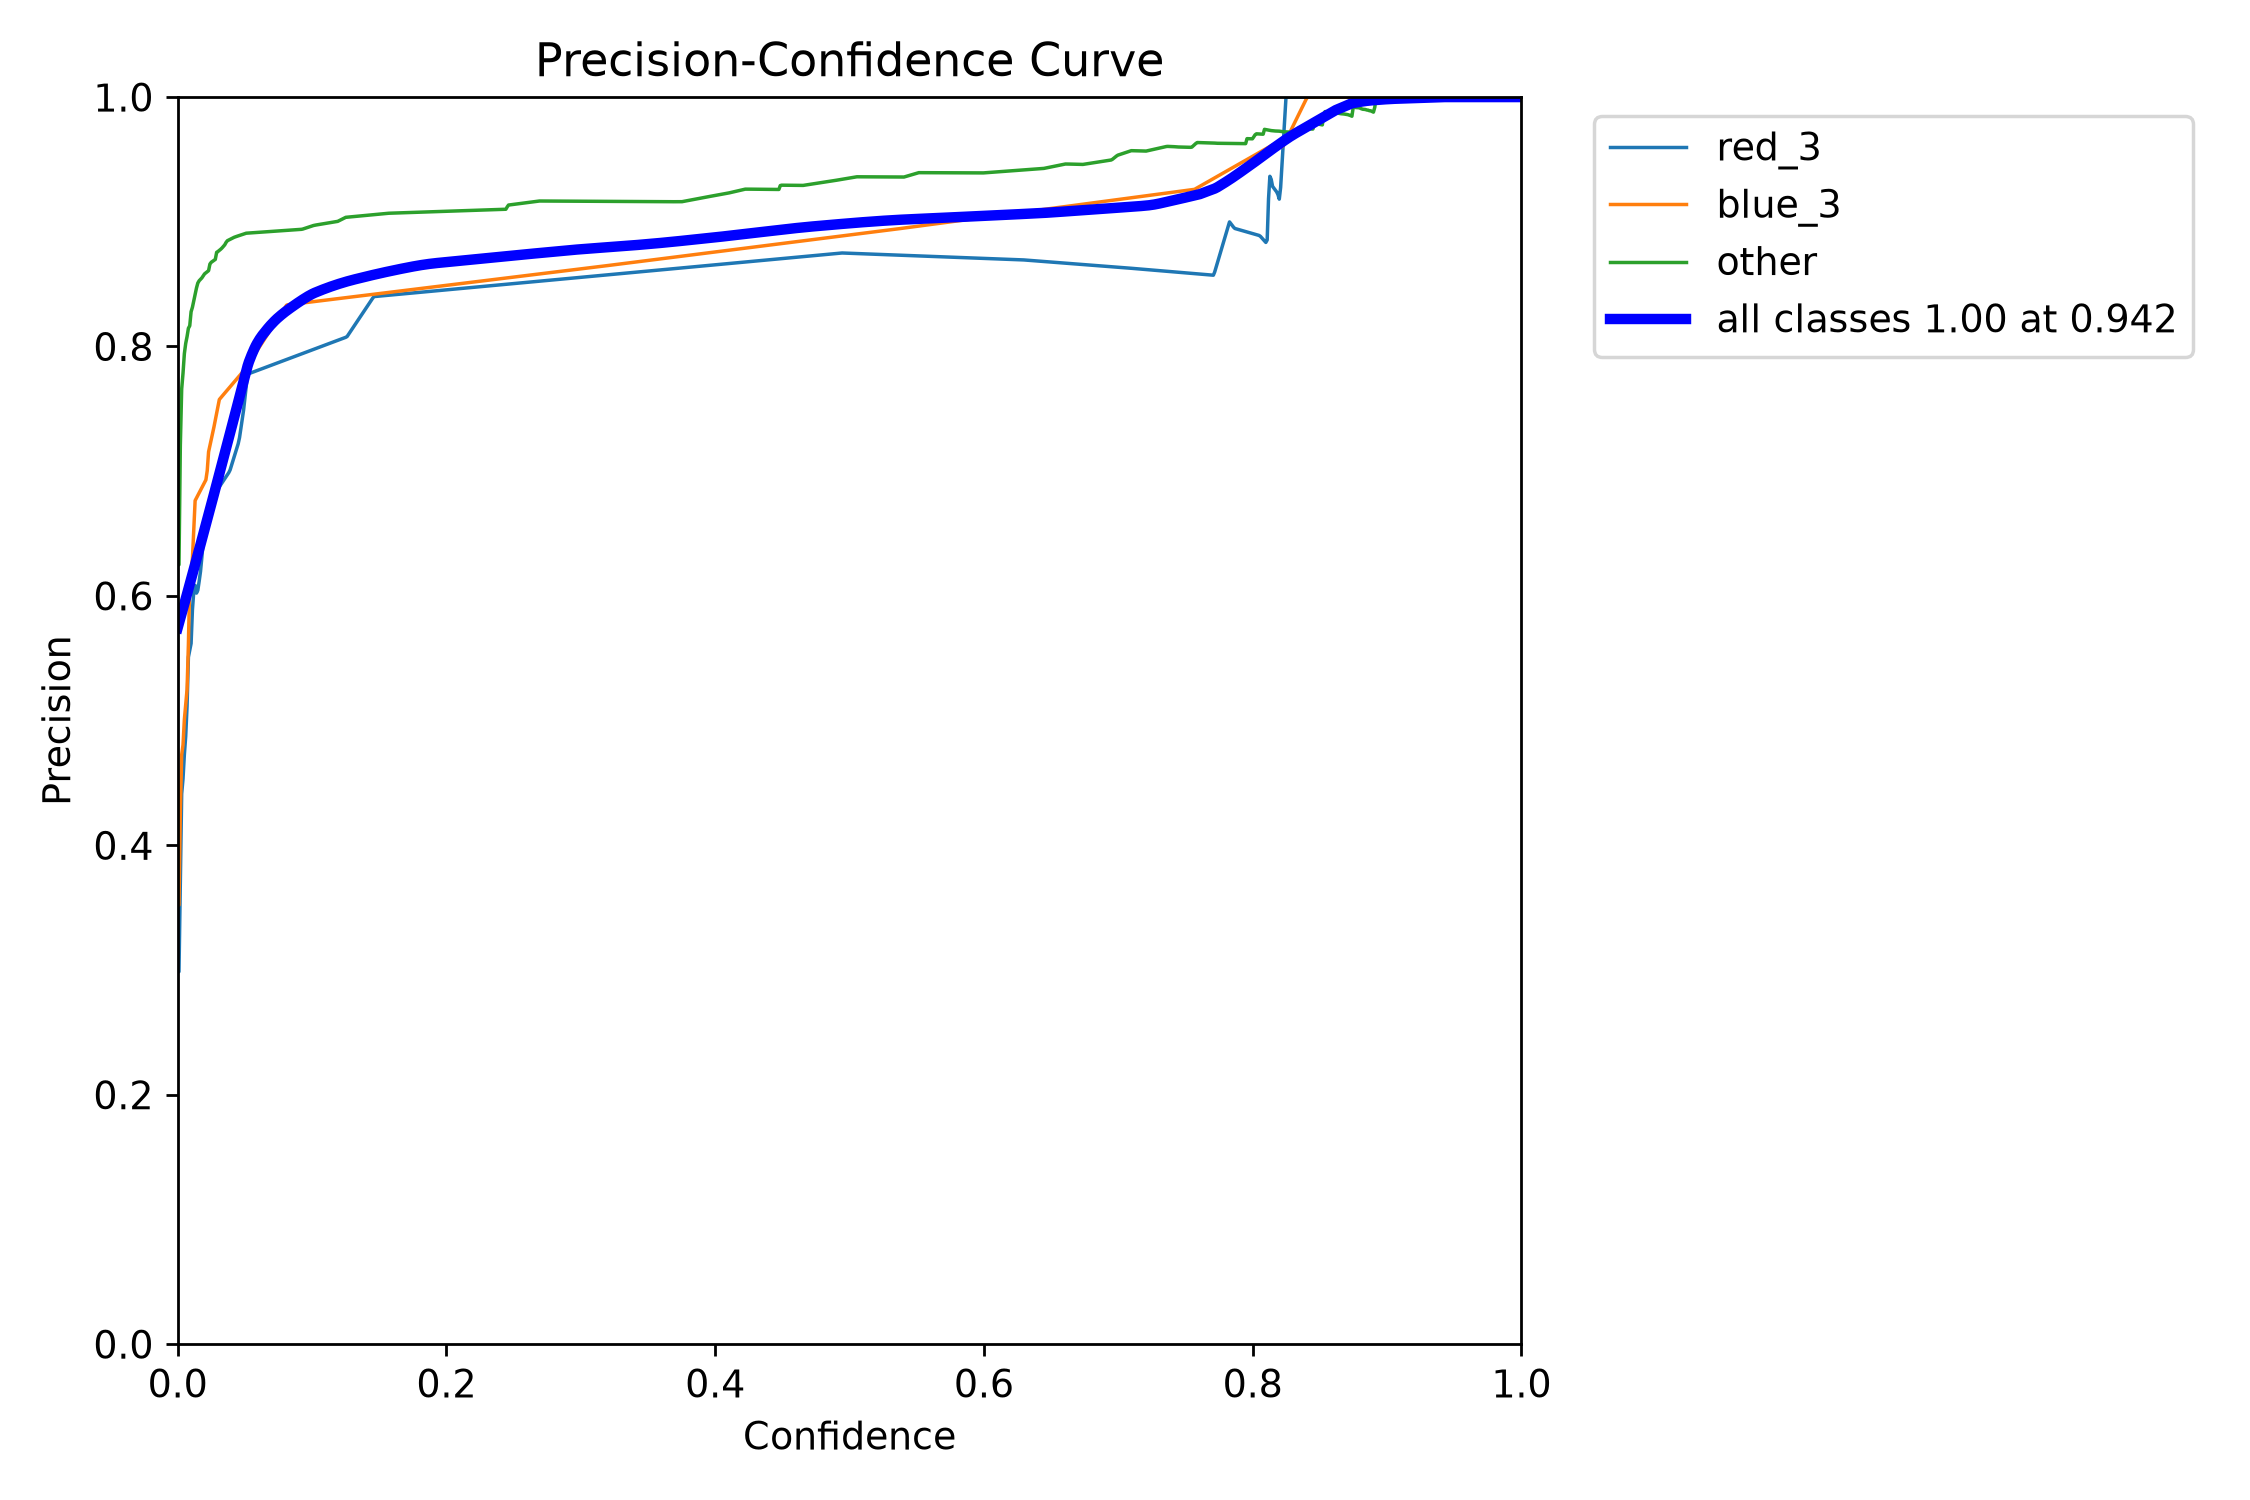 Precision-Confidence Curve
1.0
0.8
0.6
0.4
0.2
0.0
Precision
0.0 0.2 0.4 0.6 0.8 1.0
Confidence
red_3
blue_3
other
all classes 1.00 at 0.942